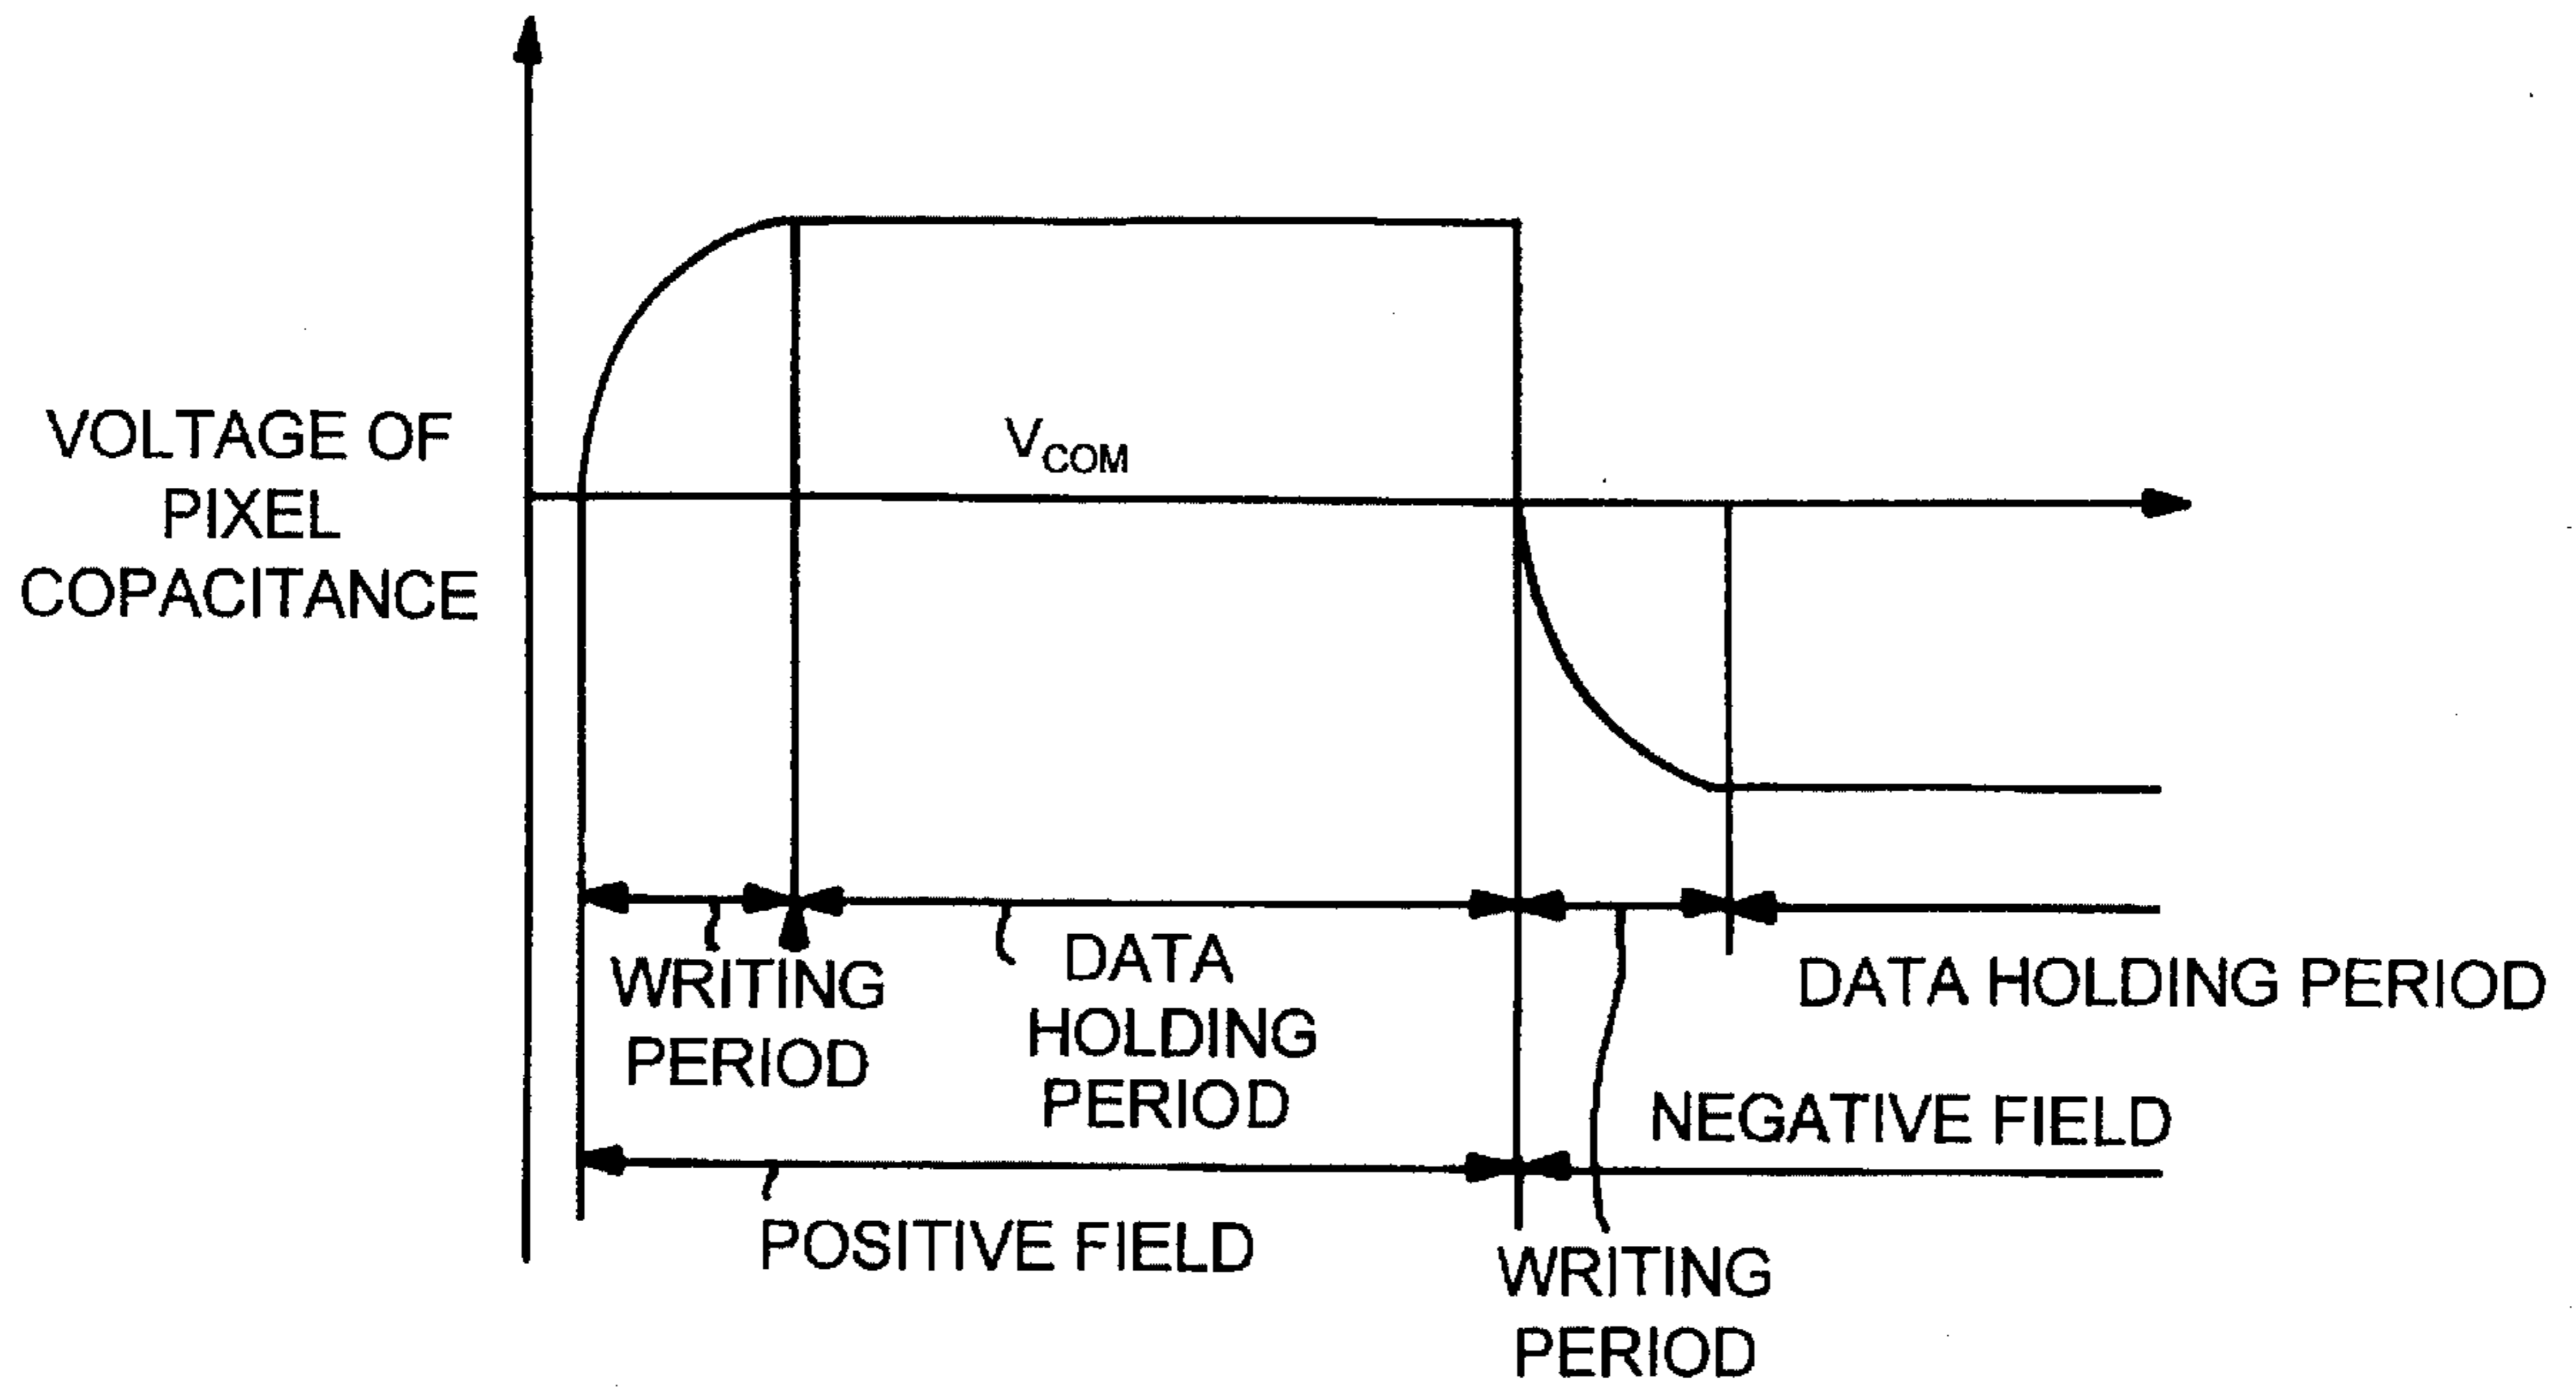 VOLTAGE OF
PIXEL
COPACITANCE
VCOM
WRITING
PERIOD
DATA
HOLDING
PERIOD
DATA HOLDING PERIOD
NEGATIVE FIELD
POSITIVE FIELD
WRITING
PERIOD